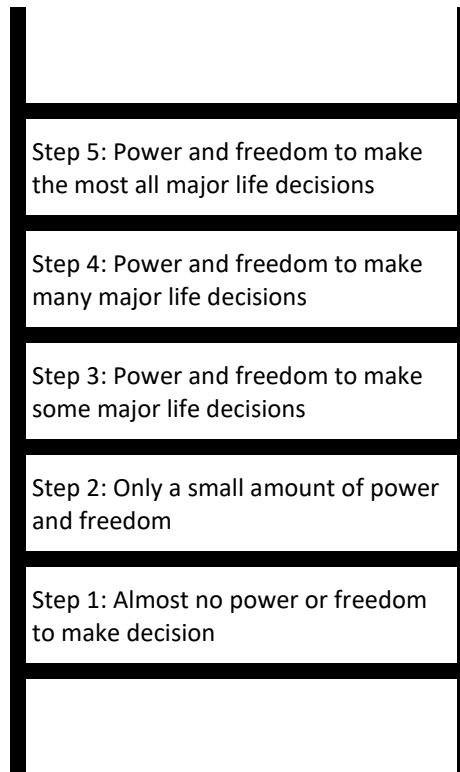 Step 5: Power and freedom to make
the most all major life decisions
Step 4: Power and freedom to make
many major life decisions
Step 3: Power and freedom to make
some major life decisions
Step 2: Only a small amount of power
and freedom
Step 1: Almost no power or freedom
to make decision